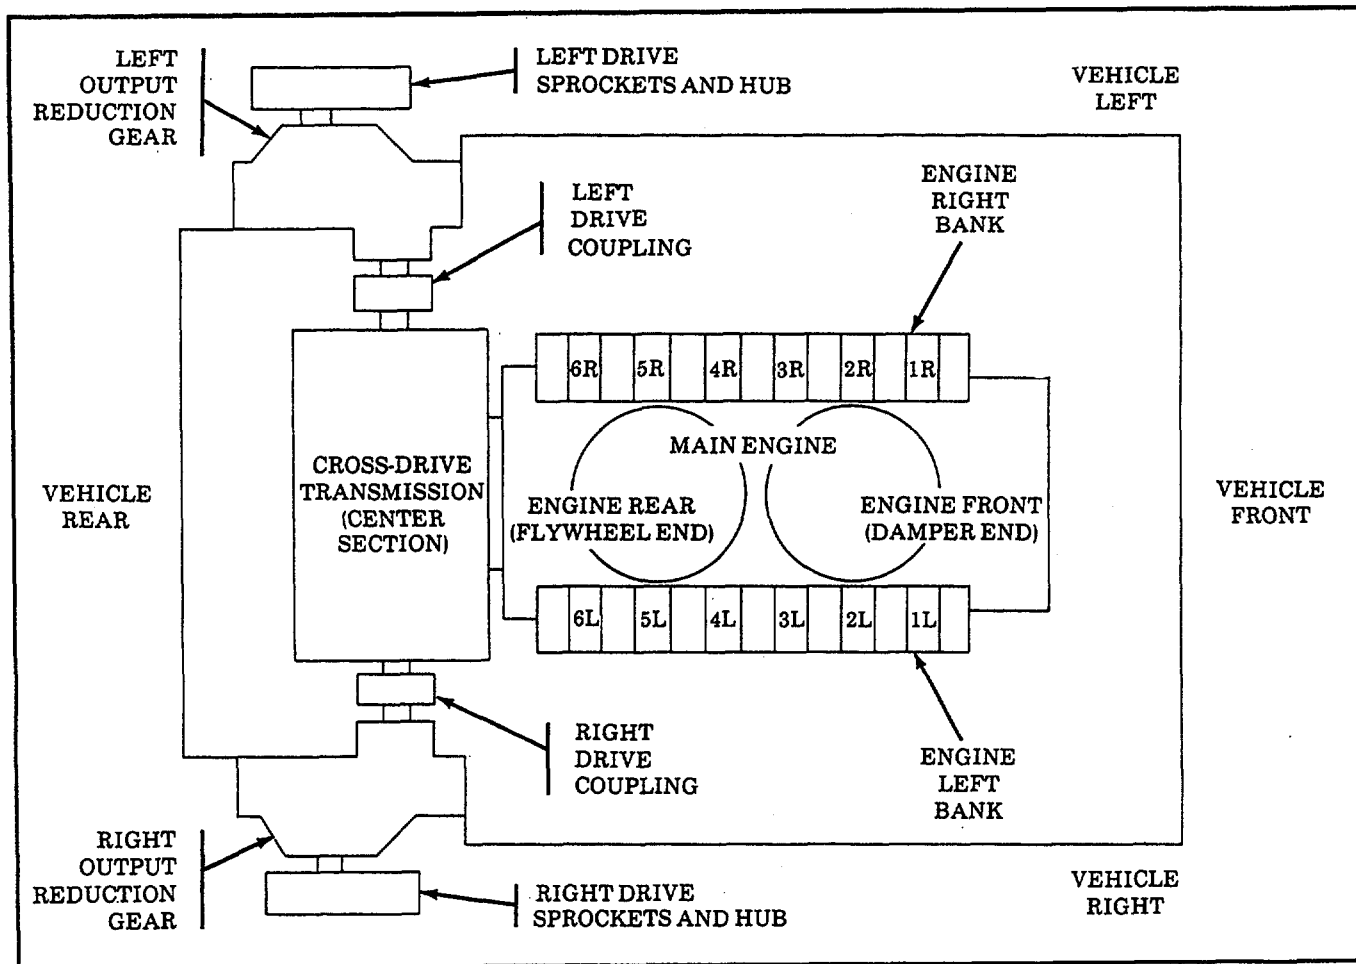 LEFT
OUTPUT
REDUCTION
GEAR
LEFT DRIVE
SPROCKETS AND HUB
VEHICLE
LEFT
LEFT
DRIVE
COUPLING
ENGINE
RIGHT
BANK
6R 5R 4R 3R 2R 1R
MAIN ENGINE
CROSS-DRIVE
TRANSMISSION
(CENTER
SECTION)
ENGINE REAR
(FLYWHEEL END)
ENGINE FRONT
(DAMPER END)
VEHICLE
REAR
VEHICLE
FRONT
6L 5L 4L 3L 2L 1L
RIGHT
DRIVE
COUPLING
ENGINE
LEFT
BANK
RIGHT
OUTPUT
REDUCTION
GEAR
RIGHT DRIVE
SPROCKETS AND HUB
VEHICLE
RIGHT